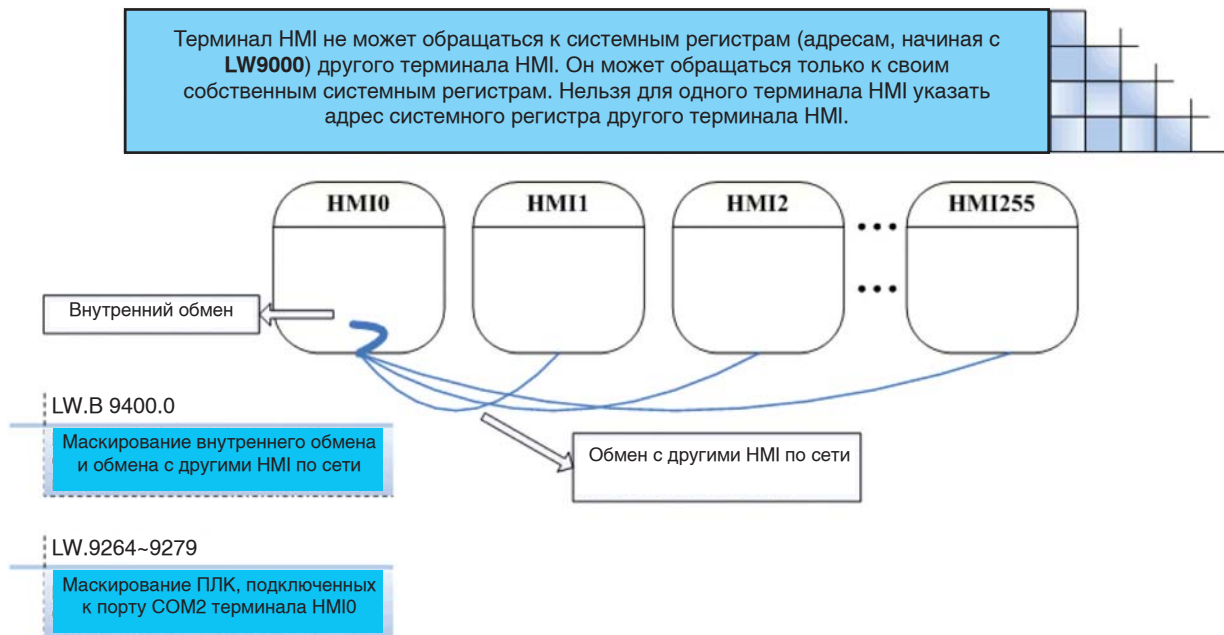 Терминал HMI не может обращаться к системным регистрам (адресам, начиная с
LW9000) другого терминала HMI. Он может обращаться только к своим
собственным системным регистрам. Нельзя для одного терминала HMI указать
адрес системного регистра другого терминала HMI.
HMI0
HMI1
HMI2
HMI255
Внутренний обмен
LW.B 9400.0
Маскирование внутреннего обмена
и обмена с другими HMI по сети
Обмен с другими HMI по сети
LW.9264~9279
Маскирование ПЛК, подключенных
к порту COM2 терминала HMI0